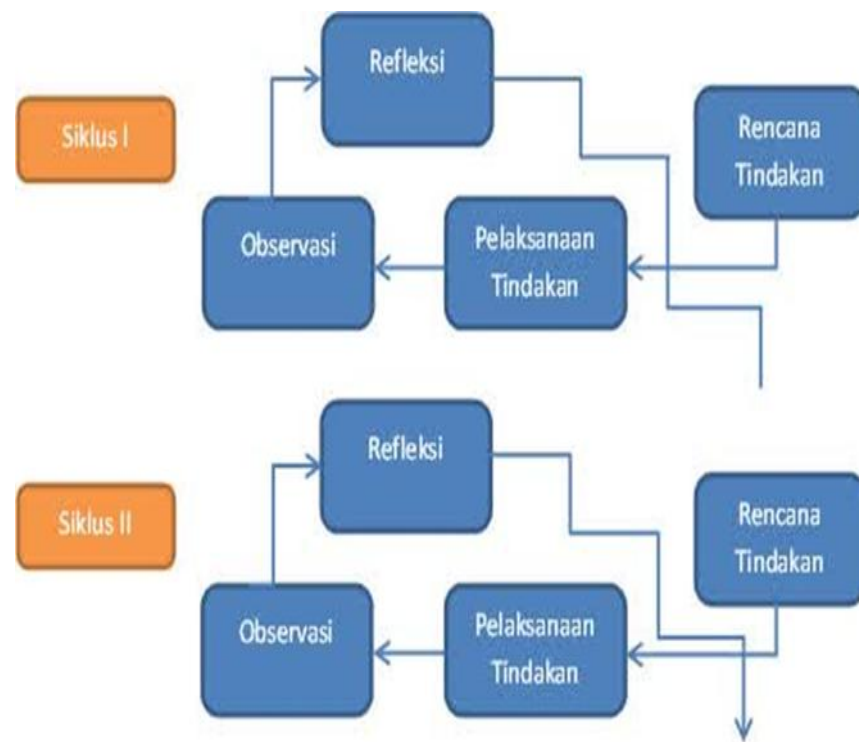 Refleksi
Siklus I
Rencana
Tindakan
Observasi
Pelaksanaan
Tindakan
Refleksi
Siklus II
Rencana
Tindakan
Observasi
Pelaksanaan
Tindakan